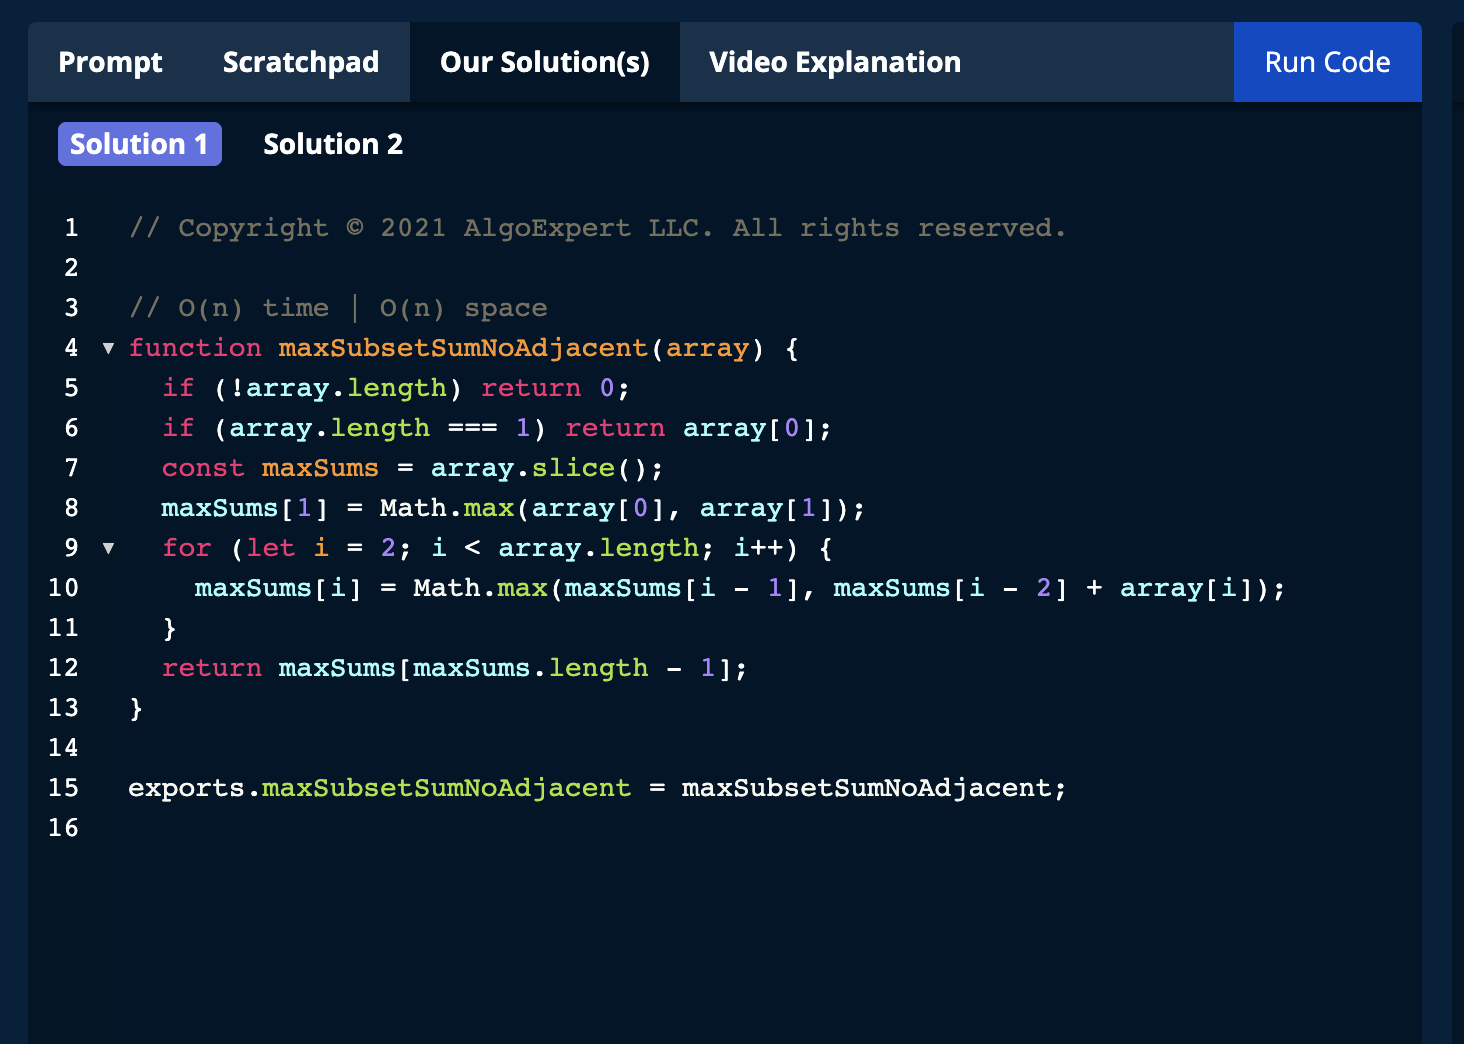 Prompt Scratchpad Our Solution(s) Video Explanation Run Code
Solution 1 Solution 2
1 // Copyright © 2021 AlgoExpert LLC. All rights reserved.
2
3 // O(n) time | O(n) space
4 ▼ function maxSubsetSumNoAdjacent(array) {
5   if (!array.length) return 0;
6   if (array.length === 1) return array[0];
7   const maxSums = array.slice();
8   maxSums[1] = Math.max(array[0], array[1]);
9 ▼   for (let i = 2; i < array.length; i++) {
10     maxSums[i] = Math.max(maxSums[i - 1], maxSums[i - 2] + array[i]);
11   }
12   return maxSums[maxSums.length - 1];
13 }
14
15 exports.maxSubsetSumNoAdjacent = maxSubsetSumNoAdjacent;
16